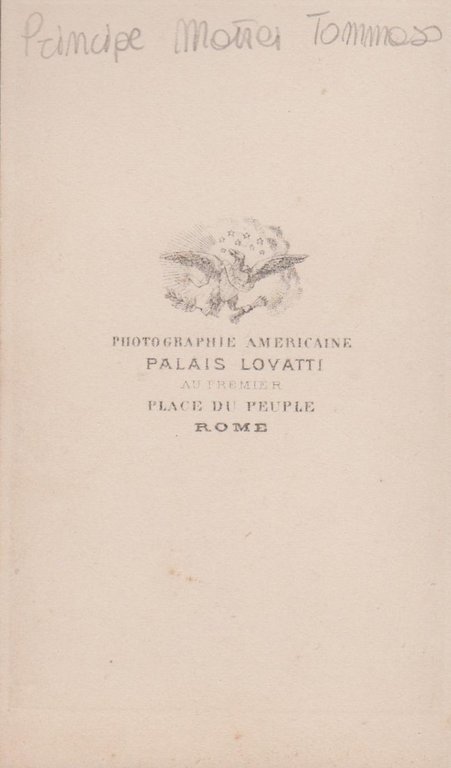 Principe Mattei Tommaso
PHOTOGRAPHIE AMERICAINE
PALAIS LOVATTI
AU PREMIER
PLACE DU PEUPLE
ROME